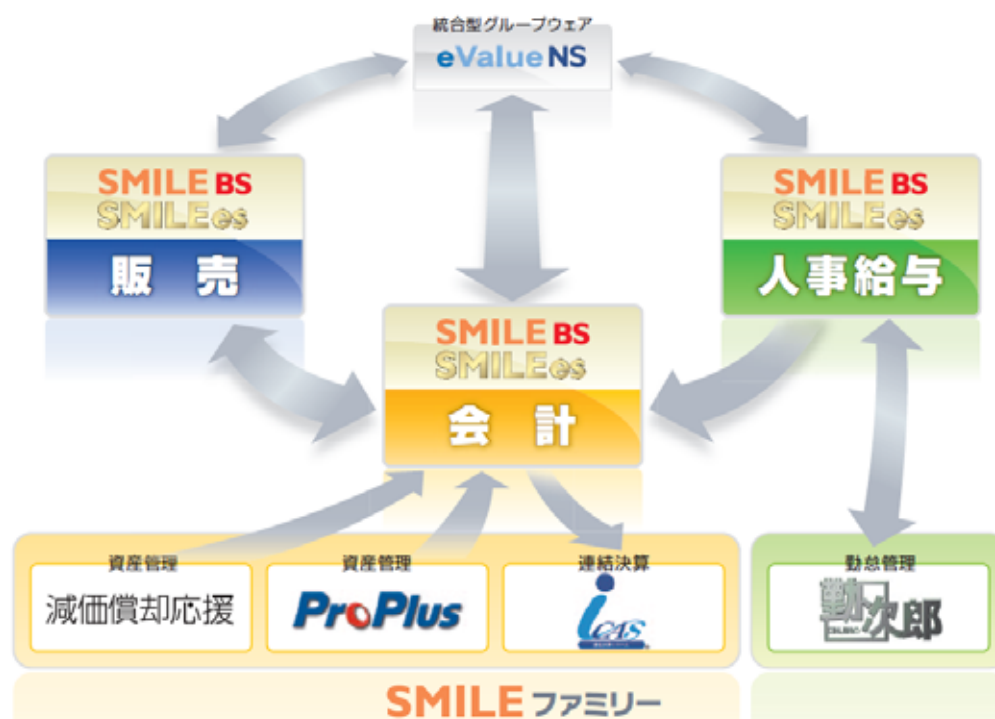 統合型グループウェア
eValue NS
SMILE BS
SMILE es
販 売
SMILE BS
SMILE es
人事給与
SMILE BS
SMILE es
会 計
資産管理
減価償却応援
資産管理
ProPlus
連結決算
iCAS
勤怠管理
勤次郎
SMILE ファミリー